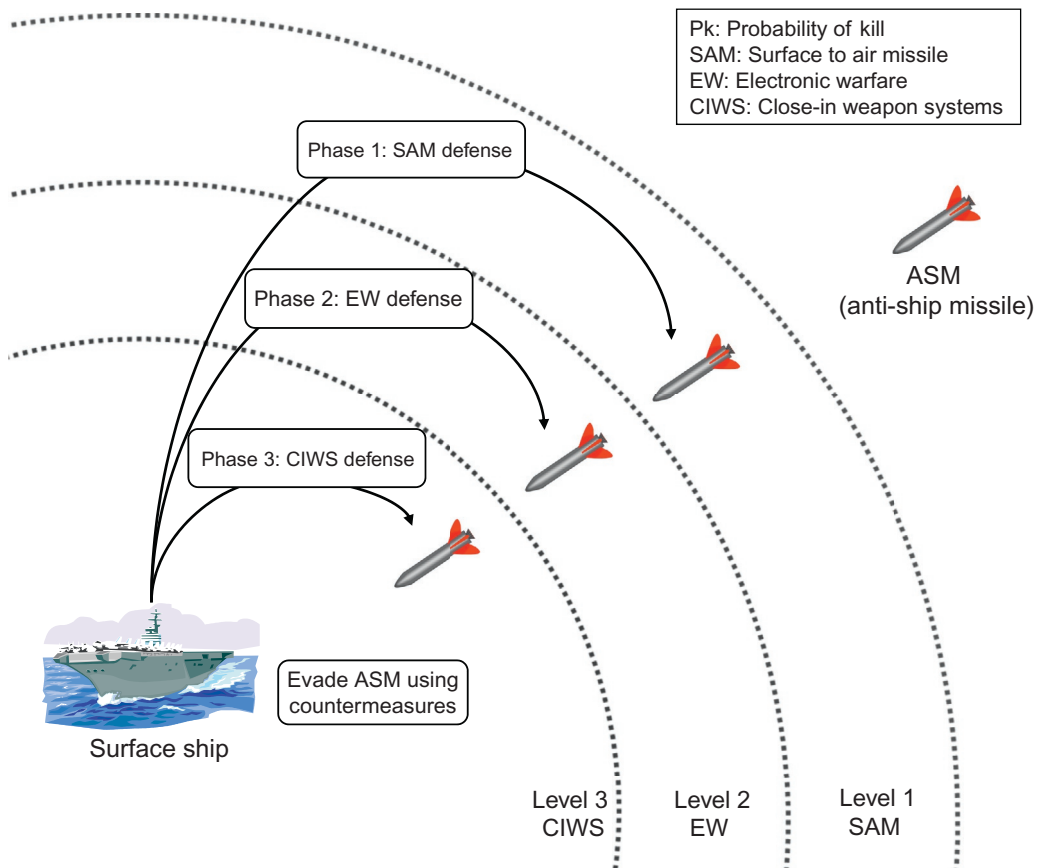 Pk: Probability of kill
SAM: Surface to air missile
EW: Electronic warfare
CIWS: Close-in weapon systems
Phase 1: SAM defense
ASM
(anti-ship missile)
Phase 2: EW defense
Phase 3: CIWS defense
Evade ASM using
countermeasures
Surface ship
Level 3
CIWS
Level 2
EW
Level 1
SAM